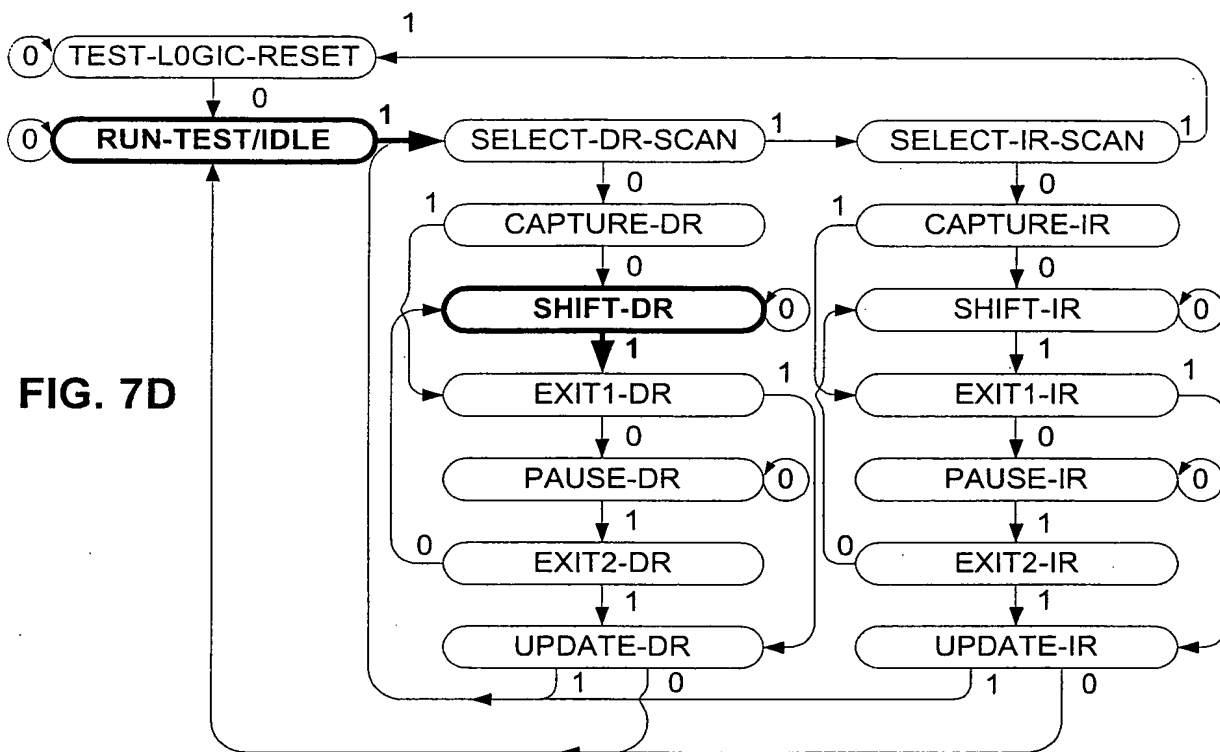 1
0 TEST-L0GIC-RESET
0
0 RUN-TEST/IDLE 1 SELECT-DR-SCAN 1 SELECT-IR-SCAN 1
0 0
1 CAPTURE-DR 1 CAPTURE-IR
0 0
SHIFT-DR 0 SHIFT-IR 0
1 1
FIG. 7D
EXIT1-DR 1 EXIT1-IR 1
0 0
PAUSE-DR 0 PAUSE-IR 0
1 1
0 EXIT2-DR 0 EXIT2-IR
1 1
UPDATE-DR UPDATE-IR
1 0 1 0